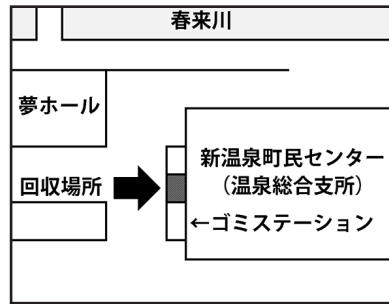 春来川
夢ホール
新温泉町民センター
（温泉総合支所）
回収場所
←ゴミステーション